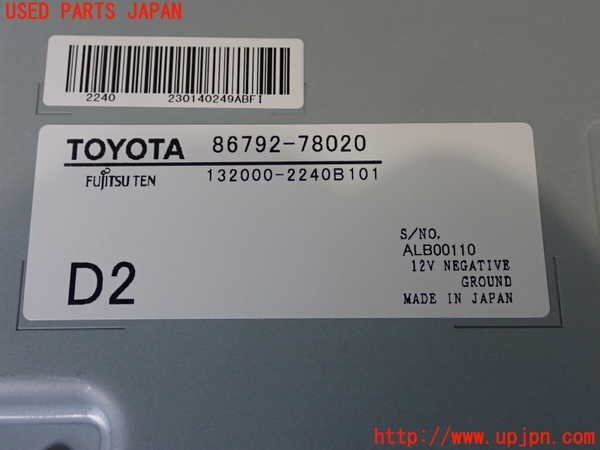 USED PARTS JAPAN
2240 230140249ABFI
TOYOTA 86792-78020
FUJITSU TEN 132000-2240B101
S/NO.
ALB00110
12V NEGATIVE
GROUND
MADE IN JAPAN
D2
http://www.upjpn.com/